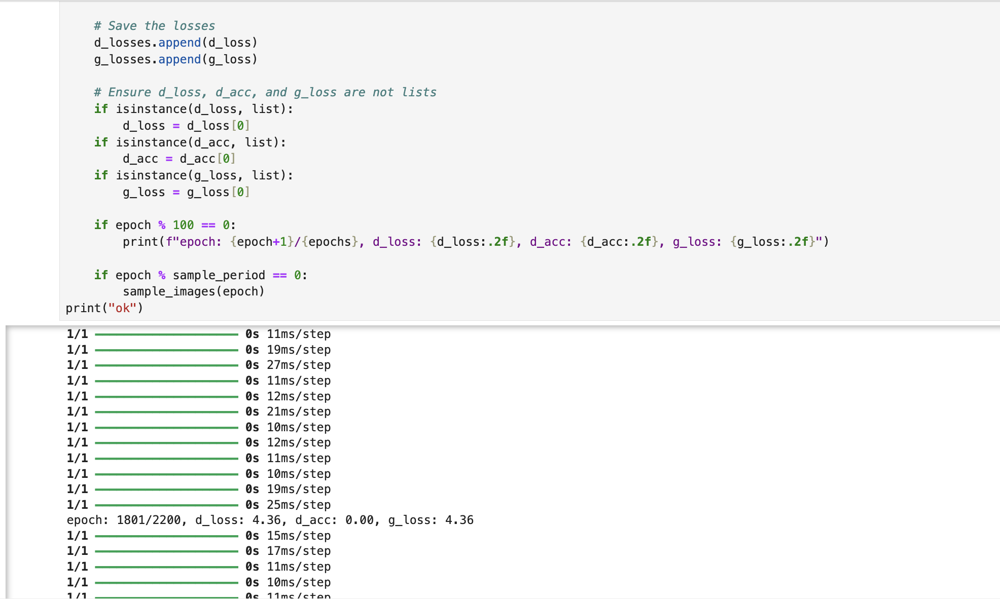 # Save the losses
d_losses.append(d_loss)
g_losses.append(g_loss)
# Ensure d_loss, d_acc, and g_loss are not lists
if isinstance(d_loss, list):
d_loss = d_loss[0]
if isinstance(d_acc, list):
d_acc = d_acc[0]
if isinstance(g_loss, list):
g_loss = g_loss[0]
if epoch % 100 == 0:
print(f"epoch: {epoch+1}/{epochs}, d_loss: {d_loss:.2f}, d_acc: {d_acc:.2f}, g_loss: {g_loss:.2f}")
if epoch % sample_period == 0:
sample_images(epoch)
print("ok")
1/1 0s 11ms/step
1/1 0s 19ms/step
1/1 0s 27ms/step
1/1 0s 11ms/step
1/1 0s 12ms/step
1/1 0s 21ms/step
1/1 0s 10ms/step
1/1 0s 12ms/step
1/1 0s 11ms/step
1/1 0s 10ms/step
1/1 0s 19ms/step
1/1 0s 25ms/step
epoch: 1801/2200, d_loss: 4.36, d_acc: 0.00, g_loss: 4.36
1/1 0s 15ms/step
1/1 0s 17ms/step
1/1 0s 11ms/step
1/1 0s 10ms/step
1/1 0s 11ms/step